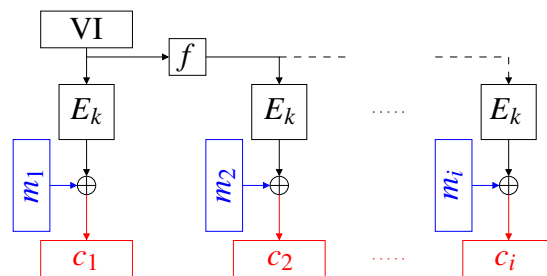 VI
f
E_k E_k ..... E_k
m_1 m_2 m_i
c_1 c_2 ..... c_i